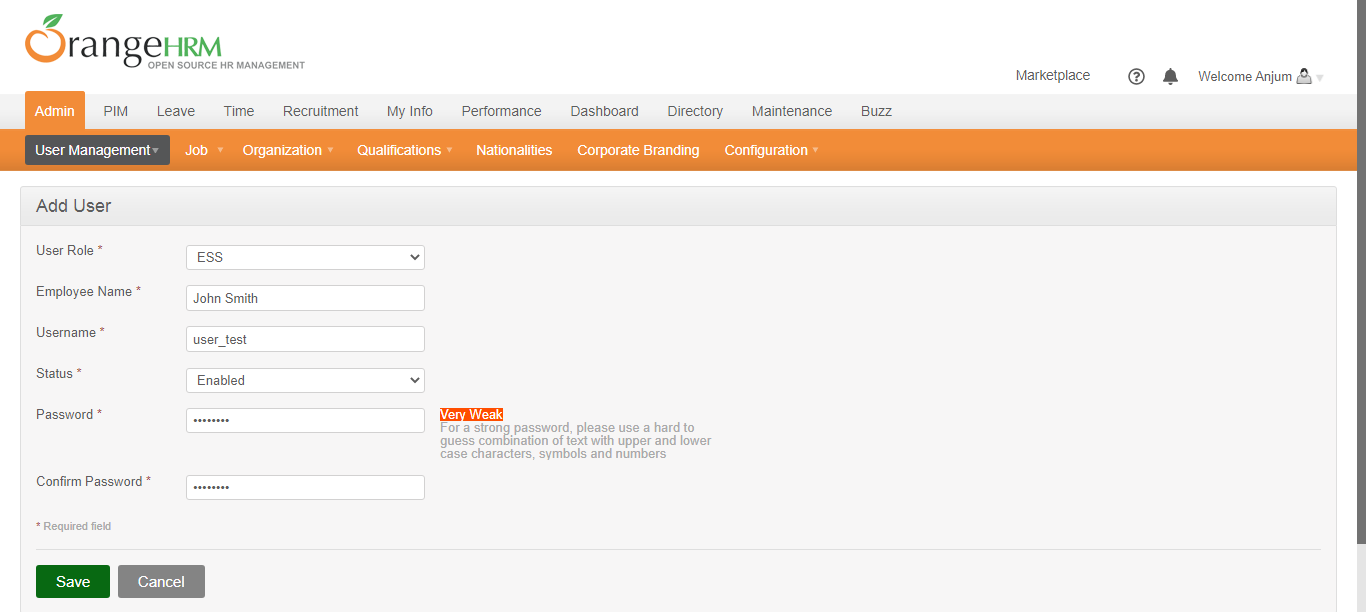 OrangeHRM
OPEN SOURCE HR MANAGEMENT
Marketplace
Welcome Anjum
Admin PIM Leave Time Recruitment My Info Performance Dashboard Directory Maintenance Buzz
User Management Job Organization Qualifications Nationalities Corporate Branding Configuration
Add User
User Role * ESS
Employee Name * John Smith
Username * user_test
Status * Enabled
Password * •••••••• Very Weak
For a strong password, please use a hard to
guess combination of text with upper and lower
case characters, symbols and numbers
Confirm Password * ••••••••
* Required field
Save Cancel